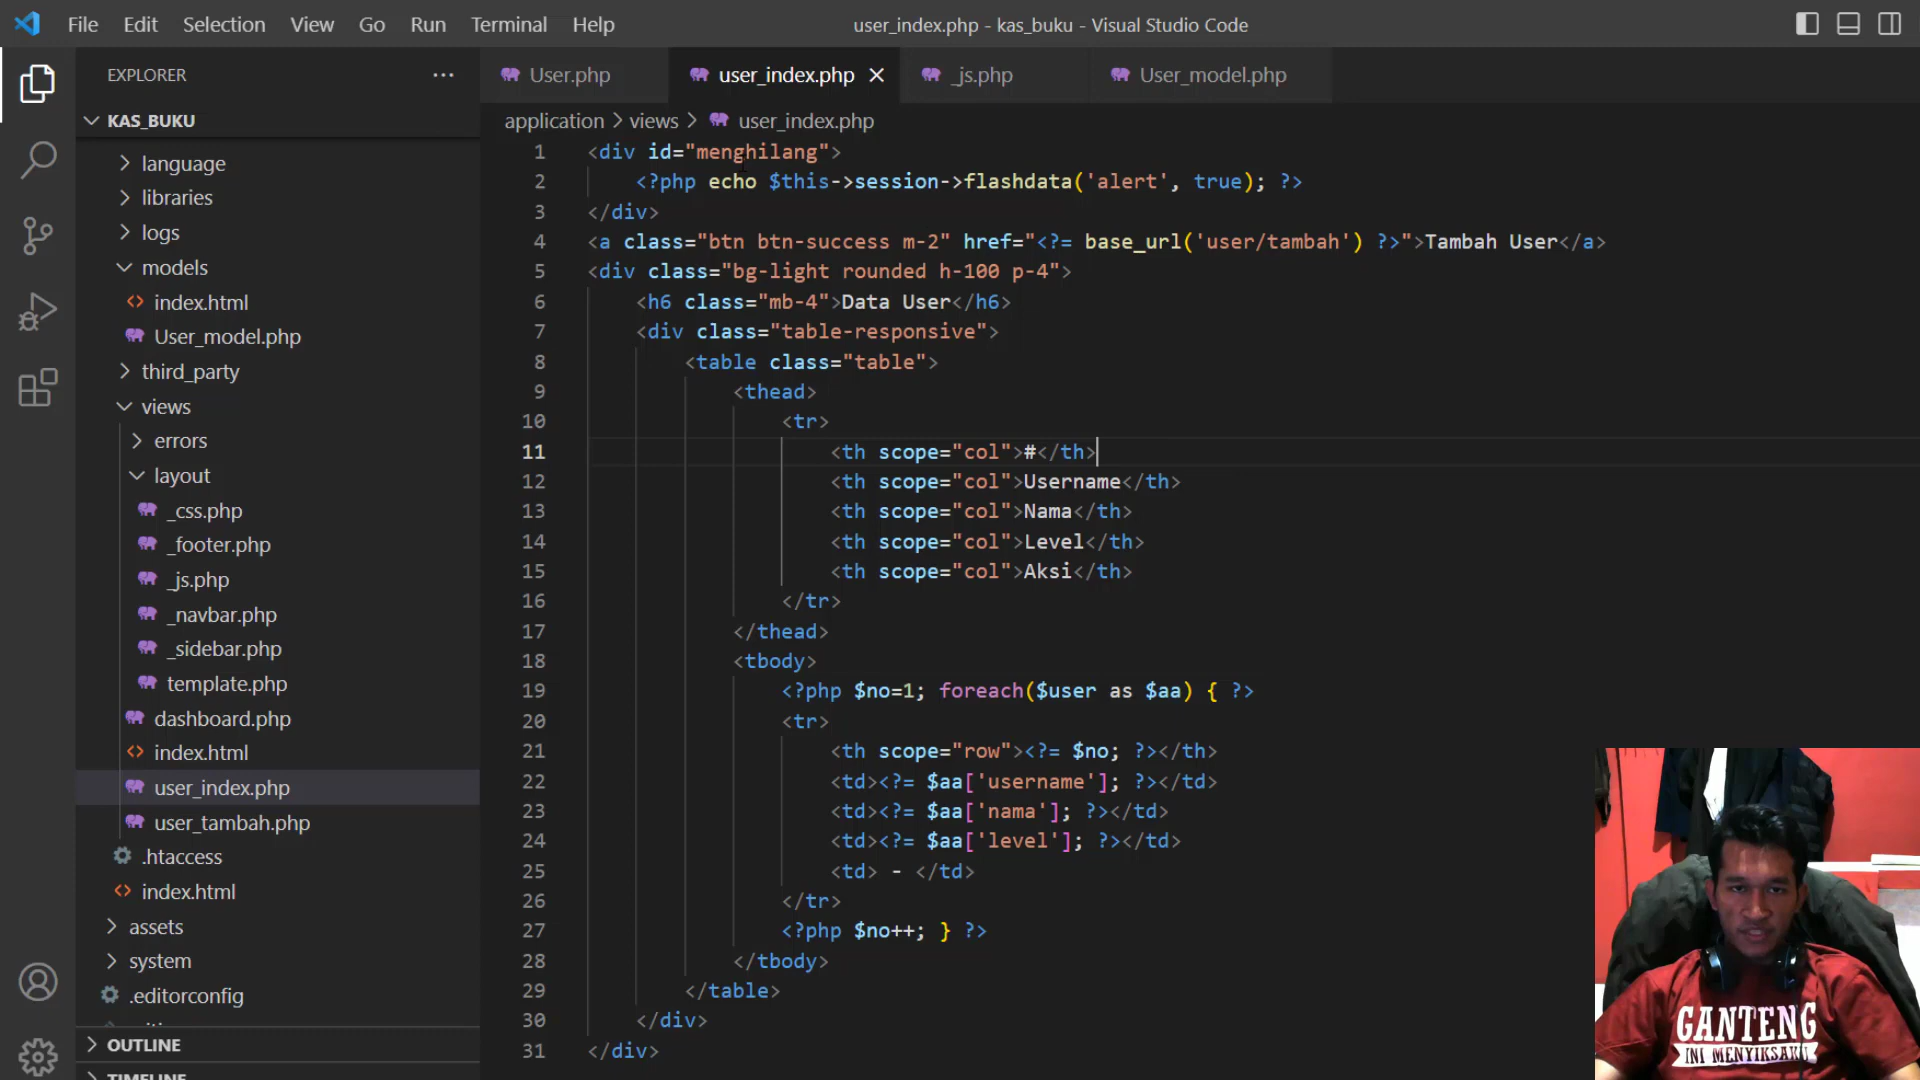 File Edit Selection View Go Run Terminal Help
user_index.php - kas_buku - Visual Studio Code
EXPLORER
KAS_BUKU
language
libraries
logs
models
index.html
User_model.php
third_party
views
errors
layout
_css.php
_footer.php
_js.php
_navbar.php
_sidebar.php
template.php
dashboard.php
index.html
user_index.php
user_tambah.php
.htaccess
index.html
assets
system
.editorconfig
OUTLINE
TIMELINE
User.php user_index.php _js.php User_model.php
application > views > user_index.php
1 <div id="menghilang">
2 <?php echo $this->session->flashdata('alert', true); ?>
3 </div>
4 <a class="btn btn-success m-2" href="<?= base_url('user/tambah') ?>">Tambah User</a>
5 <div class="bg-light rounded h-100 p-4">
6 <h6 class="mb-4">Data User</h6>
7 <div class="table-responsive">
8 <table class="table">
9 <thead>
10 <tr>
11 <th scope="col">#</th>
12 <th scope="col">Username</th>
13 <th scope="col">Nama</th>
14 <th scope="col">Level</th>
15 <th scope="col">Aksi</th>
16 </tr>
17 </thead>
18 <tbody>
19 <?php $no=1; foreach($user as $aa) { ?>
20 <tr>
21 <th scope="row"><?= $no; ?></th>
22 <td><?= $aa['username']; ?></td>
23 <td><?= $aa['nama']; ?></td>
24 <td><?= $aa['level']; ?></td>
25 <td> - </td>
26 </tr>
27 <?php $no++; } ?>
28 </tbody>
29 </table>
30 </div>
31 </div>
GANTENG
INI MENYIKSAKU